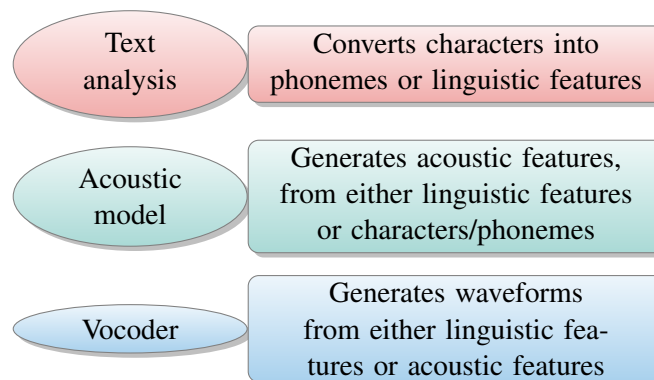 Text
analysis
Converts characters into
phonemes or linguistic features
Acoustic
model
Generates acoustic features,
from either linguistic features
or characters/phonemes
Vocoder
Generates waveforms
from either linguistic fea-
tures or acoustic features